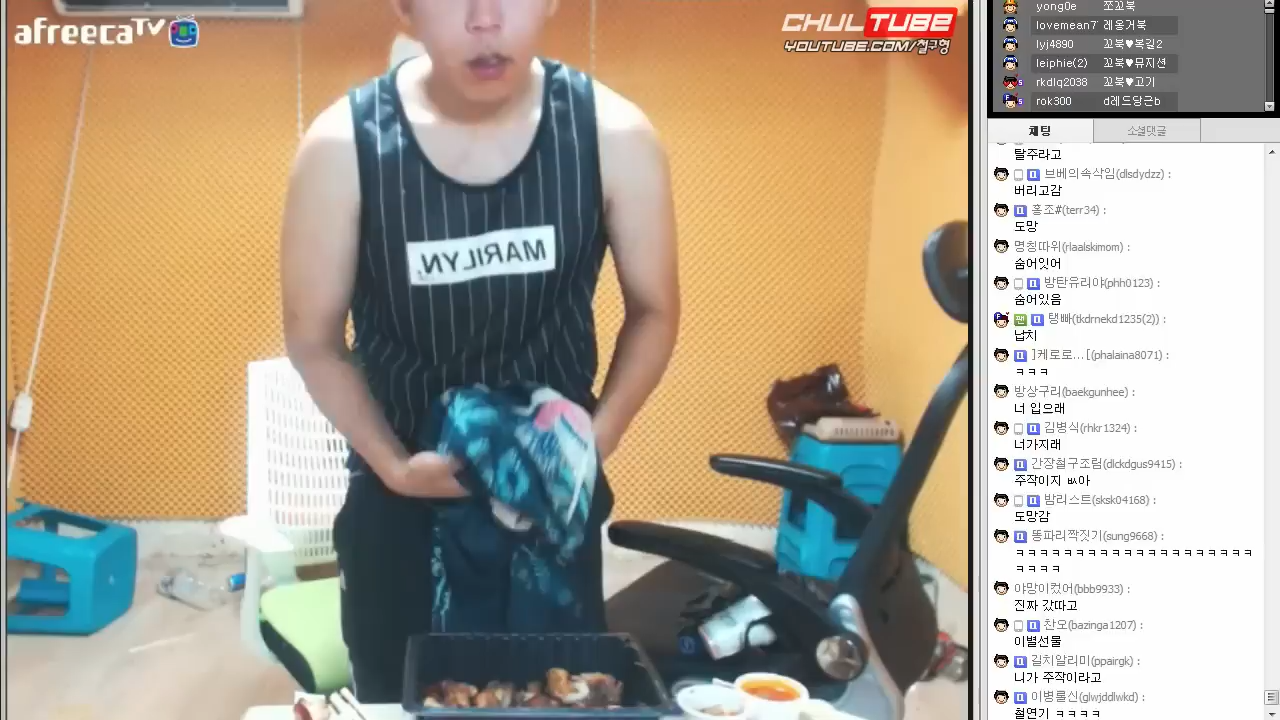 afreecaTV
CHULTUBE
YOUTUBE.COM/철구형
MARILYN,
yong0e 쪼꼬북
lovemean7 레옹거북
lyj4890 꼬북♥복길2
leiphie(2) 꼬북♥뮤지션
rkdlq2038 꼬북♥고기
rok300 d레드당근b
채팅 소셜댓글
탈주라고
브베의속삭임(dlsdydzz) :
버리고감
홍조#(terr34) :
도망
명칭따위(riaalskimom) :
숨어잇어
방탄유리야(phh0123) :
숨어있음
팬 탱빠(tkdrnekd1235(2)) :
납치
]케로로...[(phalaina8071) :
ㅋㅋㅋ
방상구리(baekgunhee) :
너 입으래
김병식(rhkr1324) :
너가지래
간장철구조럼(dlckdgus9415) :
주작이지 ㅄ아
밤리스트(sksk04168) :
도망감
똥파리짝짓기(sung9668) :
ㅋㅋㅋㅋㅋㅋㅋㅋㅋㅋㅋㅋㅋㅋㅋㅋㅋㅋㅋ
ㅋㅋㅋㅋ
야망이컸어(bbb9933) :
진짜 갔따고
찬오(bazinga1207) :
이별선물
길치알리미(ppairgk) :
니가 주작이라고
이병룰신(glwjddlwkd) :
철연기 ㅋㅋㅋㅋ